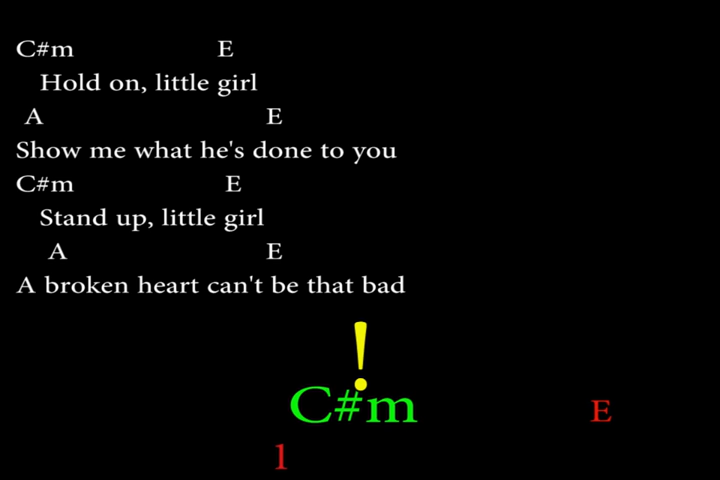 C#m E
Hold on, little girl
A E
Show me what he's done to you
C#m E
Stand up, little girl
A E
A broken heart can't be that bad
!
C#m E
1